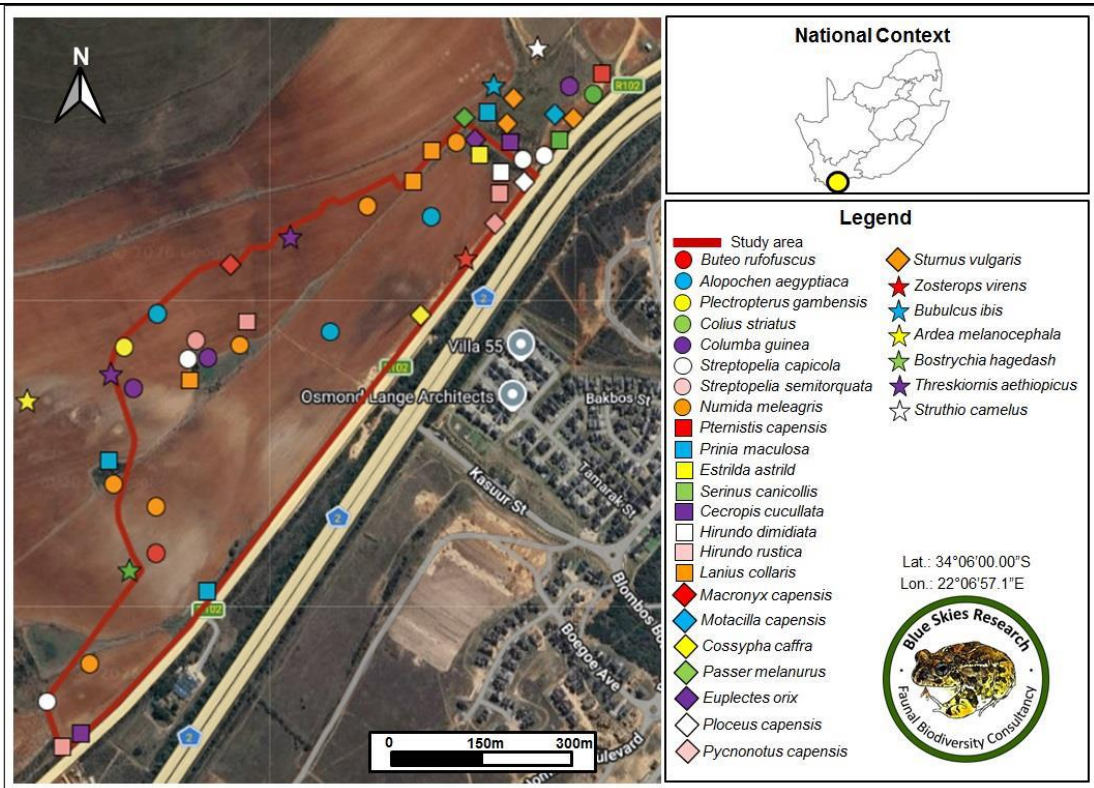 N
R102
2
Villa 55
R102
Osmond Lange Architects
Bakbos St
Tamarak St
Kasuur St
2
Blombos
Boegoe Ave
2
0 150m 300m
National Context
Legend
Study area
Buteo rufofuscus
Alopochen aegyptiaca
Plectropterus gambensis
Colius striatus
Columba guinea
Streptopelia capicola
Streptopelia semitorquata
Numida meleagris
Pternistis capensis
Prinia maculosa
Estrilda astrild
Serinus canicollis
Cecropis cucullata
Hirundo dimidiata
Hirundo rustica
Lanius collaris
Macronyx capensis
Motacilla capensis
Cossypha caffra
Passer melanurus
Euplectes orix
Ploceus capensis
Pycnonotus capensis
Sturnus vulgaris
Zosterops virens
Bubulcus ibis
Ardea melanocephala
Bostrychia hagedash
Threskiornis aethiopicus
Struthio camelus
Lat.: 34°06'00.00"S
Lon.: 22°06'57.1"E
Blue Skies Research
Faunal Biodiversity Consultancy